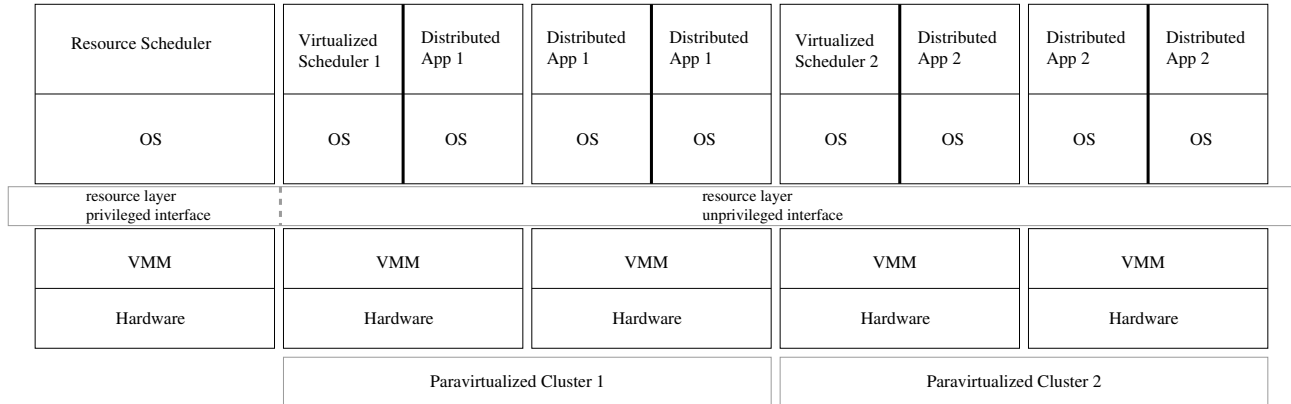 Resource Scheduler
Virtualized
Scheduler 1
Distributed
App 1
Distributed
App 1
Distributed
App 1
Virtualized
Scheduler 2
Distributed
App 2
Distributed
App 2
Distributed
App 2
OS
OS
OS
OS
OS
OS
OS
OS
OS
resource layer
privileged interface
resource layer
unprivileged interface
VMM
VMM
VMM
VMM
VMM
Hardware
Hardware
Hardware
Hardware
Hardware
Paravirtualized Cluster 1
Paravirtualized Cluster 2